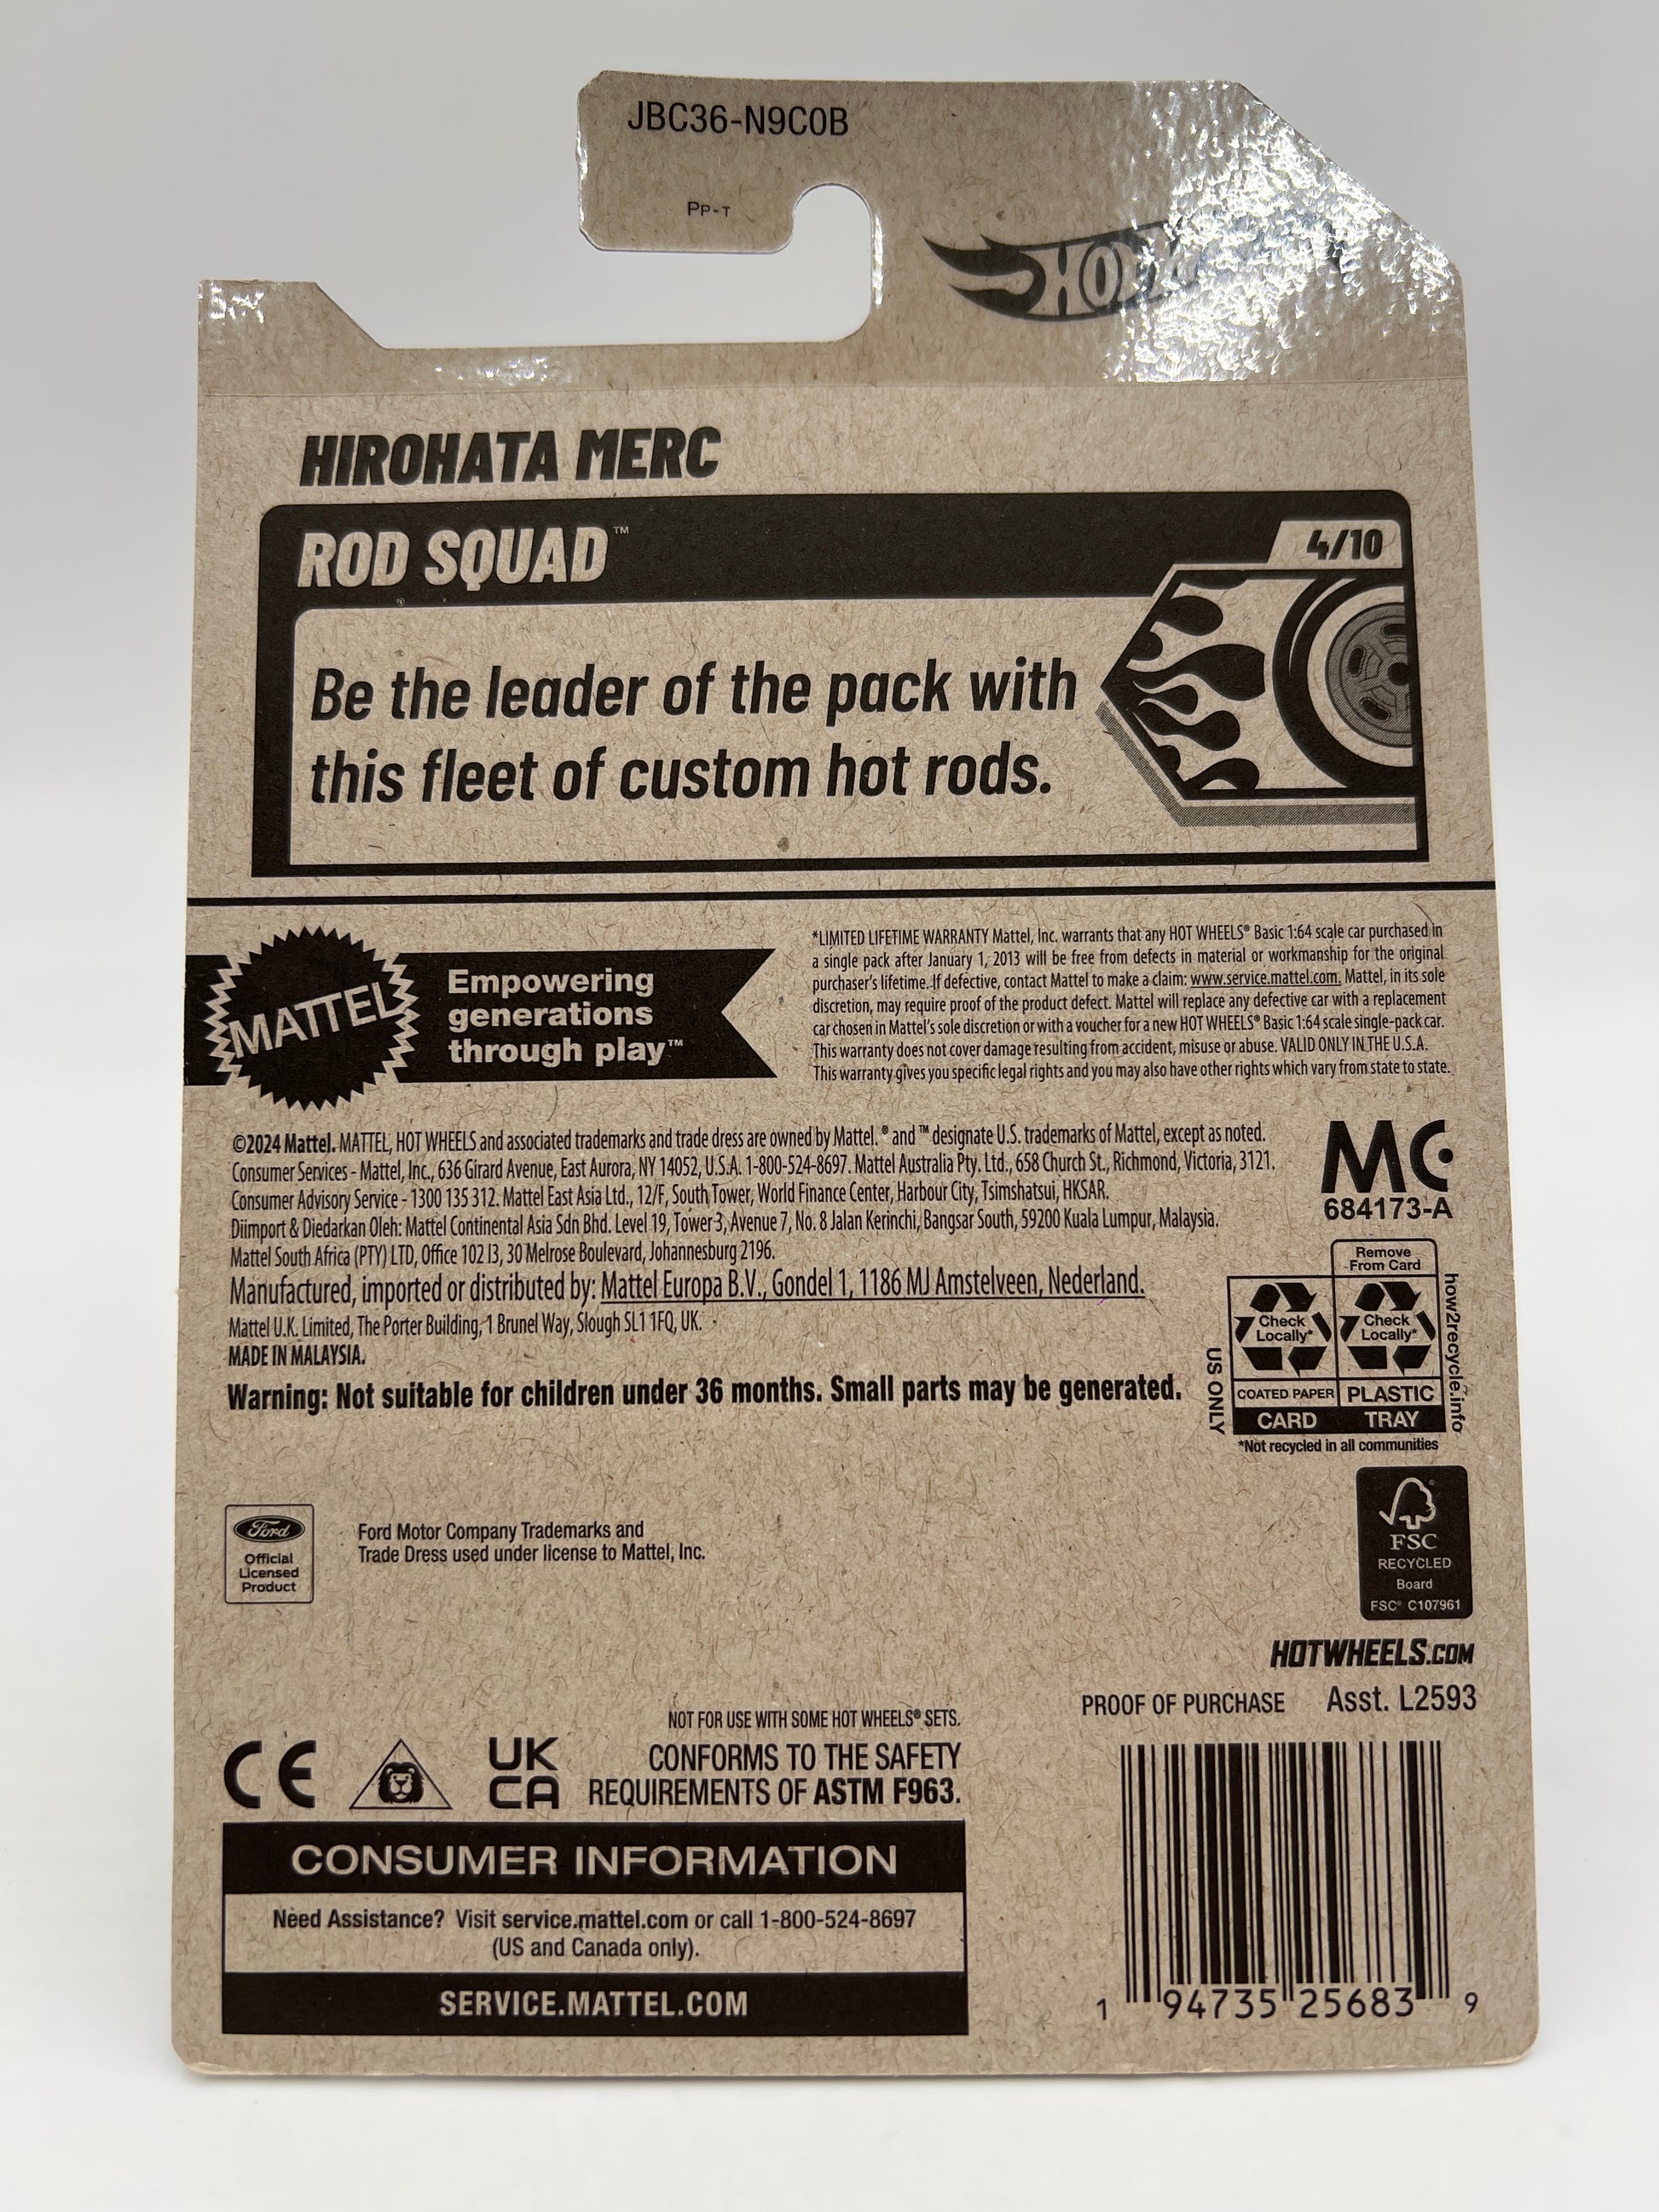 JBC36-N9C0B
PP-T
HIROHATA MERC
ROD SQUAD™
4/10
Be the leader of the pack with
this fleet of custom hot rods.
MATTEL
Empowering
generations
through play™
*LIMITED LIFETIME WARRANTY Mattel, Inc. warrants that any HOT WHEELS® Basic 1:64 scale car purchased in
a single pack after January 1, 2013 will be free from defects in material or workmanship for the original
purchaser's lifetime. If defective, contact Mattel to make a claim: www.service.mattel.com. Mattel, in its sole
discretion, may require proof of the product defect. Mattel will replace any defective car with a replacement
car chosen in Mattel's sole discretion or with a voucher for a new HOT WHEELS® Basic 1:64 scale single-pack car.
This warranty does not cover damage resulting from accident, misuse or abuse. VALID ONLY IN THE U.S.A.
This warranty gives you specific legal rights and you may also have other rights which vary from state to state.
©2024 Mattel. MATTEL, HOT WHEELS and associated trademarks and trade dress are owned by Mattel. ® and ™ designate U.S. trademarks of Mattel, except as noted.
Consumer Services - Mattel, Inc., 636 Girard Avenue, East Aurora, NY 14052, U.S.A. 1-800-524-8697. Mattel Australia Pty. Ltd., 658 Church St., Richmond, Victoria, 3121.
Consumer Advisory Service - 1300 135 312. Mattel East Asia Ltd., 12/F, South Tower, World Finance Center, Harbour City, Tsimshatsui, HKSAR.
Diimport & Diedarkan Oleh: Mattel Continental Asia Sdn Bhd. Level 19, Tower 3, Avenue 7, No. 8 Jalan Kerinchi, Bangsar South, 59200 Kuala Lumpur, Malaysia.
Mattel South Africa (PTY) LTD, Office 102 I3, 30 Melrose Boulevard, Johannesburg 2196.
Manufactured, imported or distributed by: Mattel Europa B.V., Gondel 1, 1186 MJ Amstelveen, Nederland.
Mattel U.K. Limited, The Porter Building, 1 Brunel Way, Slough SL1 1FQ, UK.
MADE IN MALAYSIA.
Warning: Not suitable for children under 36 months. Small parts may be generated.
MC
684173-A
Remove
From Card
Check
Locally*
Check
Locally*
COATED PAPER
PLASTIC
CARD
TRAY
US ONLY
how2recycle.info
*Not recycled in all communities
Ford
Official
Licensed
Product
Ford Motor Company Trademarks and
Trade Dress used under license to Mattel, Inc.
FSC
RECYCLED
Board
FSC® C107961
HOTWHEELS.COM
PROOF OF PURCHASE Asst. L2593
NOT FOR USE WITH SOME HOT WHEELS® SETS.
CONFORMS TO THE SAFETY
REQUIREMENTS OF ASTM F963.
CE
UK
CA
CONSUMER INFORMATION
Need Assistance? Visit service.mattel.com or call 1-800-524-8697
(US and Canada only).
SERVICE.MATTEL.COM
1 94735 25683 9